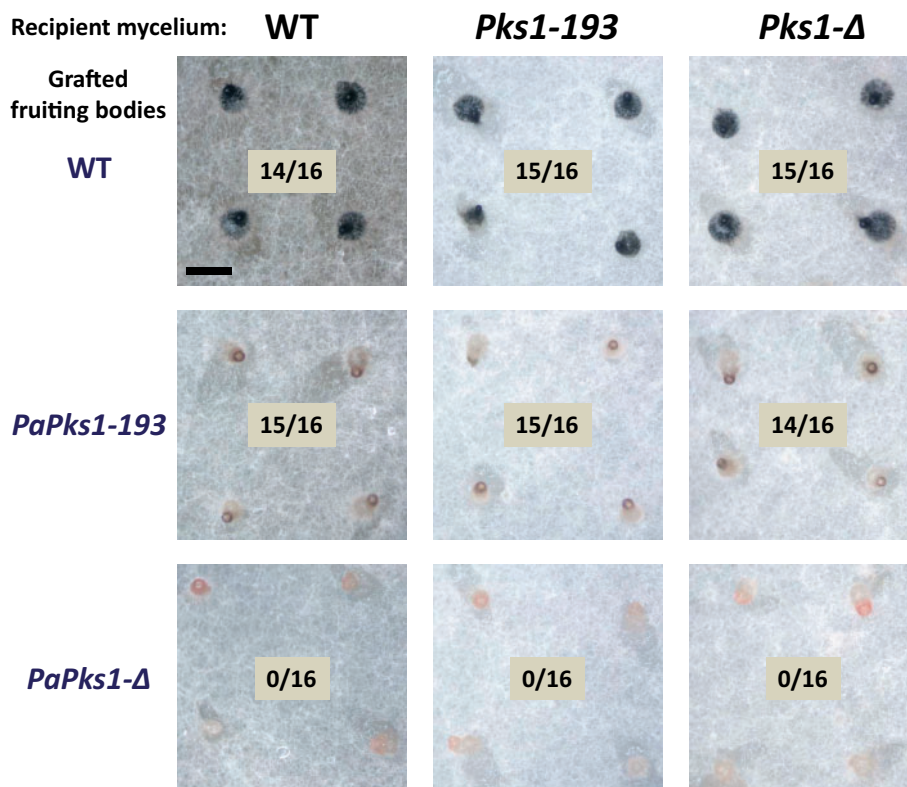 Recipient mycelium: WT Pks1-193 Pks1-Δ
Grafted
fruiting bodies
WT
14/16 15/16 15/16
PaPks1-193
15/16 15/16 14/16
PaPks1-Δ
0/16 0/16 0/16